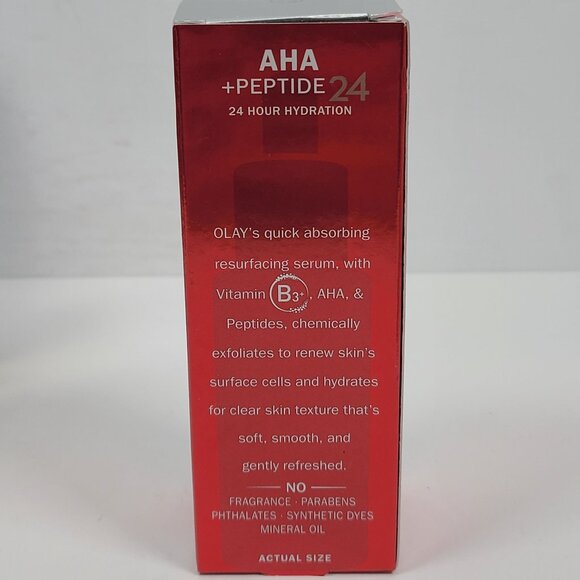 AHA
+PEPTIDE 24
24 HOUR HYDRATION
OLAY's quick absorbing
resurfacing serum, with
Vitamin B3+, AHA, &
Peptides, chemically
exfoliates to renew skin's
surface cells and hydrates
for clear skin texture that's
soft, smooth, and
gently refreshed.
NO
FRAGRANCE · PARABENS
PHTHALATES · SYNTHETIC DYES
MINERAL OIL
ACTUAL SIZE